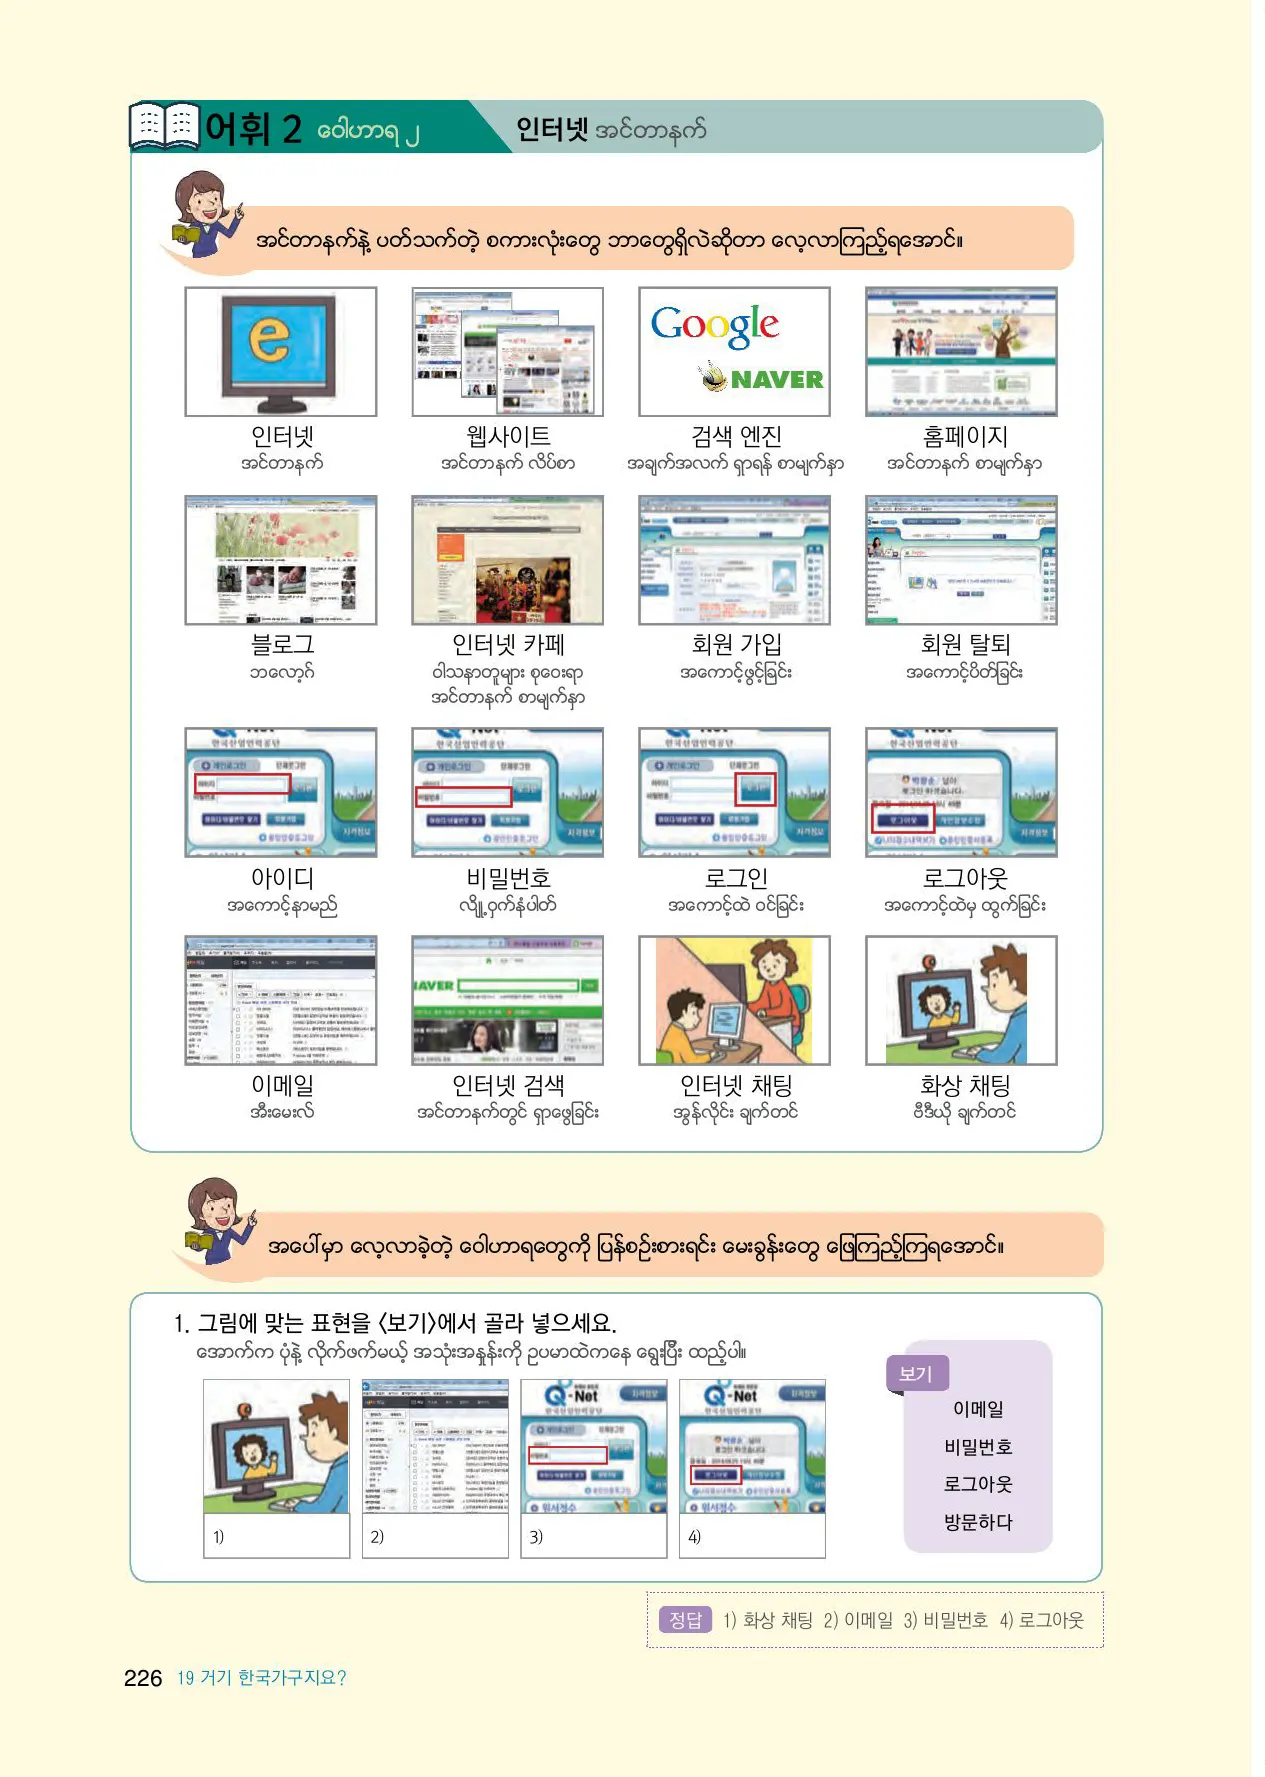 어휘 2 ဝေါဟာရ ၂ 인터넷 အင်တာနက်
အင်တာနက်နဲ့ ပတ်သက်တဲ့ စကားလုံးတွေ ဘာတွေရှိလဲဆိုတာ လေ့လာကြည့်ရအောင်။
Google
NAVER
인터넷 웹사이트 검색 엔진 홈페이지
အင်တာနက် အင်တာနက် လိပ်စာ အချက်အလက် ရှာရန် စာမျက်နှာ အင်တာနက် စာမျက်နှာ
블로그 인터넷 카페 회원 가입 회원 탈퇴
ဘလော့ဂ် ဝါသနာတူများ စုဝေးရာ အကောင့်ဖွင့်ခြင်း အကောင့်ပိတ်ခြင်း
အင်တာနက် စာမျက်နှာ
아이디 비밀번호 로그인 로그아웃
အကောင့်နာမည် လျှို့ဝှက်နံပါတ် အကောင့်ထဲ ဝင်ခြင်း အကောင့်ထဲမှ ထွက်ခြင်း
NAVER
이메일 인터넷 검색 인터넷 채팅 화상 채팅
အီးမေးလ် အင်တာနက်တွင် ရှာဖွေခြင်း အွန်လိုင်း ချက်တင် ဗီဒီယို ချက်တင်
အပေါ်မှာ လေ့လာခဲ့တဲ့ ဝေါဟာရတွေကို ပြန်စဉ်းစားရင်း မေးခွန်းတွေ ဖြေကြည့်ကြရအောင်။
1. 그림에 맞는 표현을 <보기>에서 골라 넣으세요.
အောက်က ပုံနဲ့ လိုက်ဖက်မယ့် အသုံးအနှုန်းကို ဥပမာထဲကနေ ရွေးပြီး ထည့်ပါ။
보기
이메일
비밀번호
로그아웃
방문하다
Q-Net Q-Net
1) 2) 3) 4)
정답 1) 화상 채팅 2) 이메일 3) 비밀번호 4) 로그아웃
226 19 거기 한국가구지요?